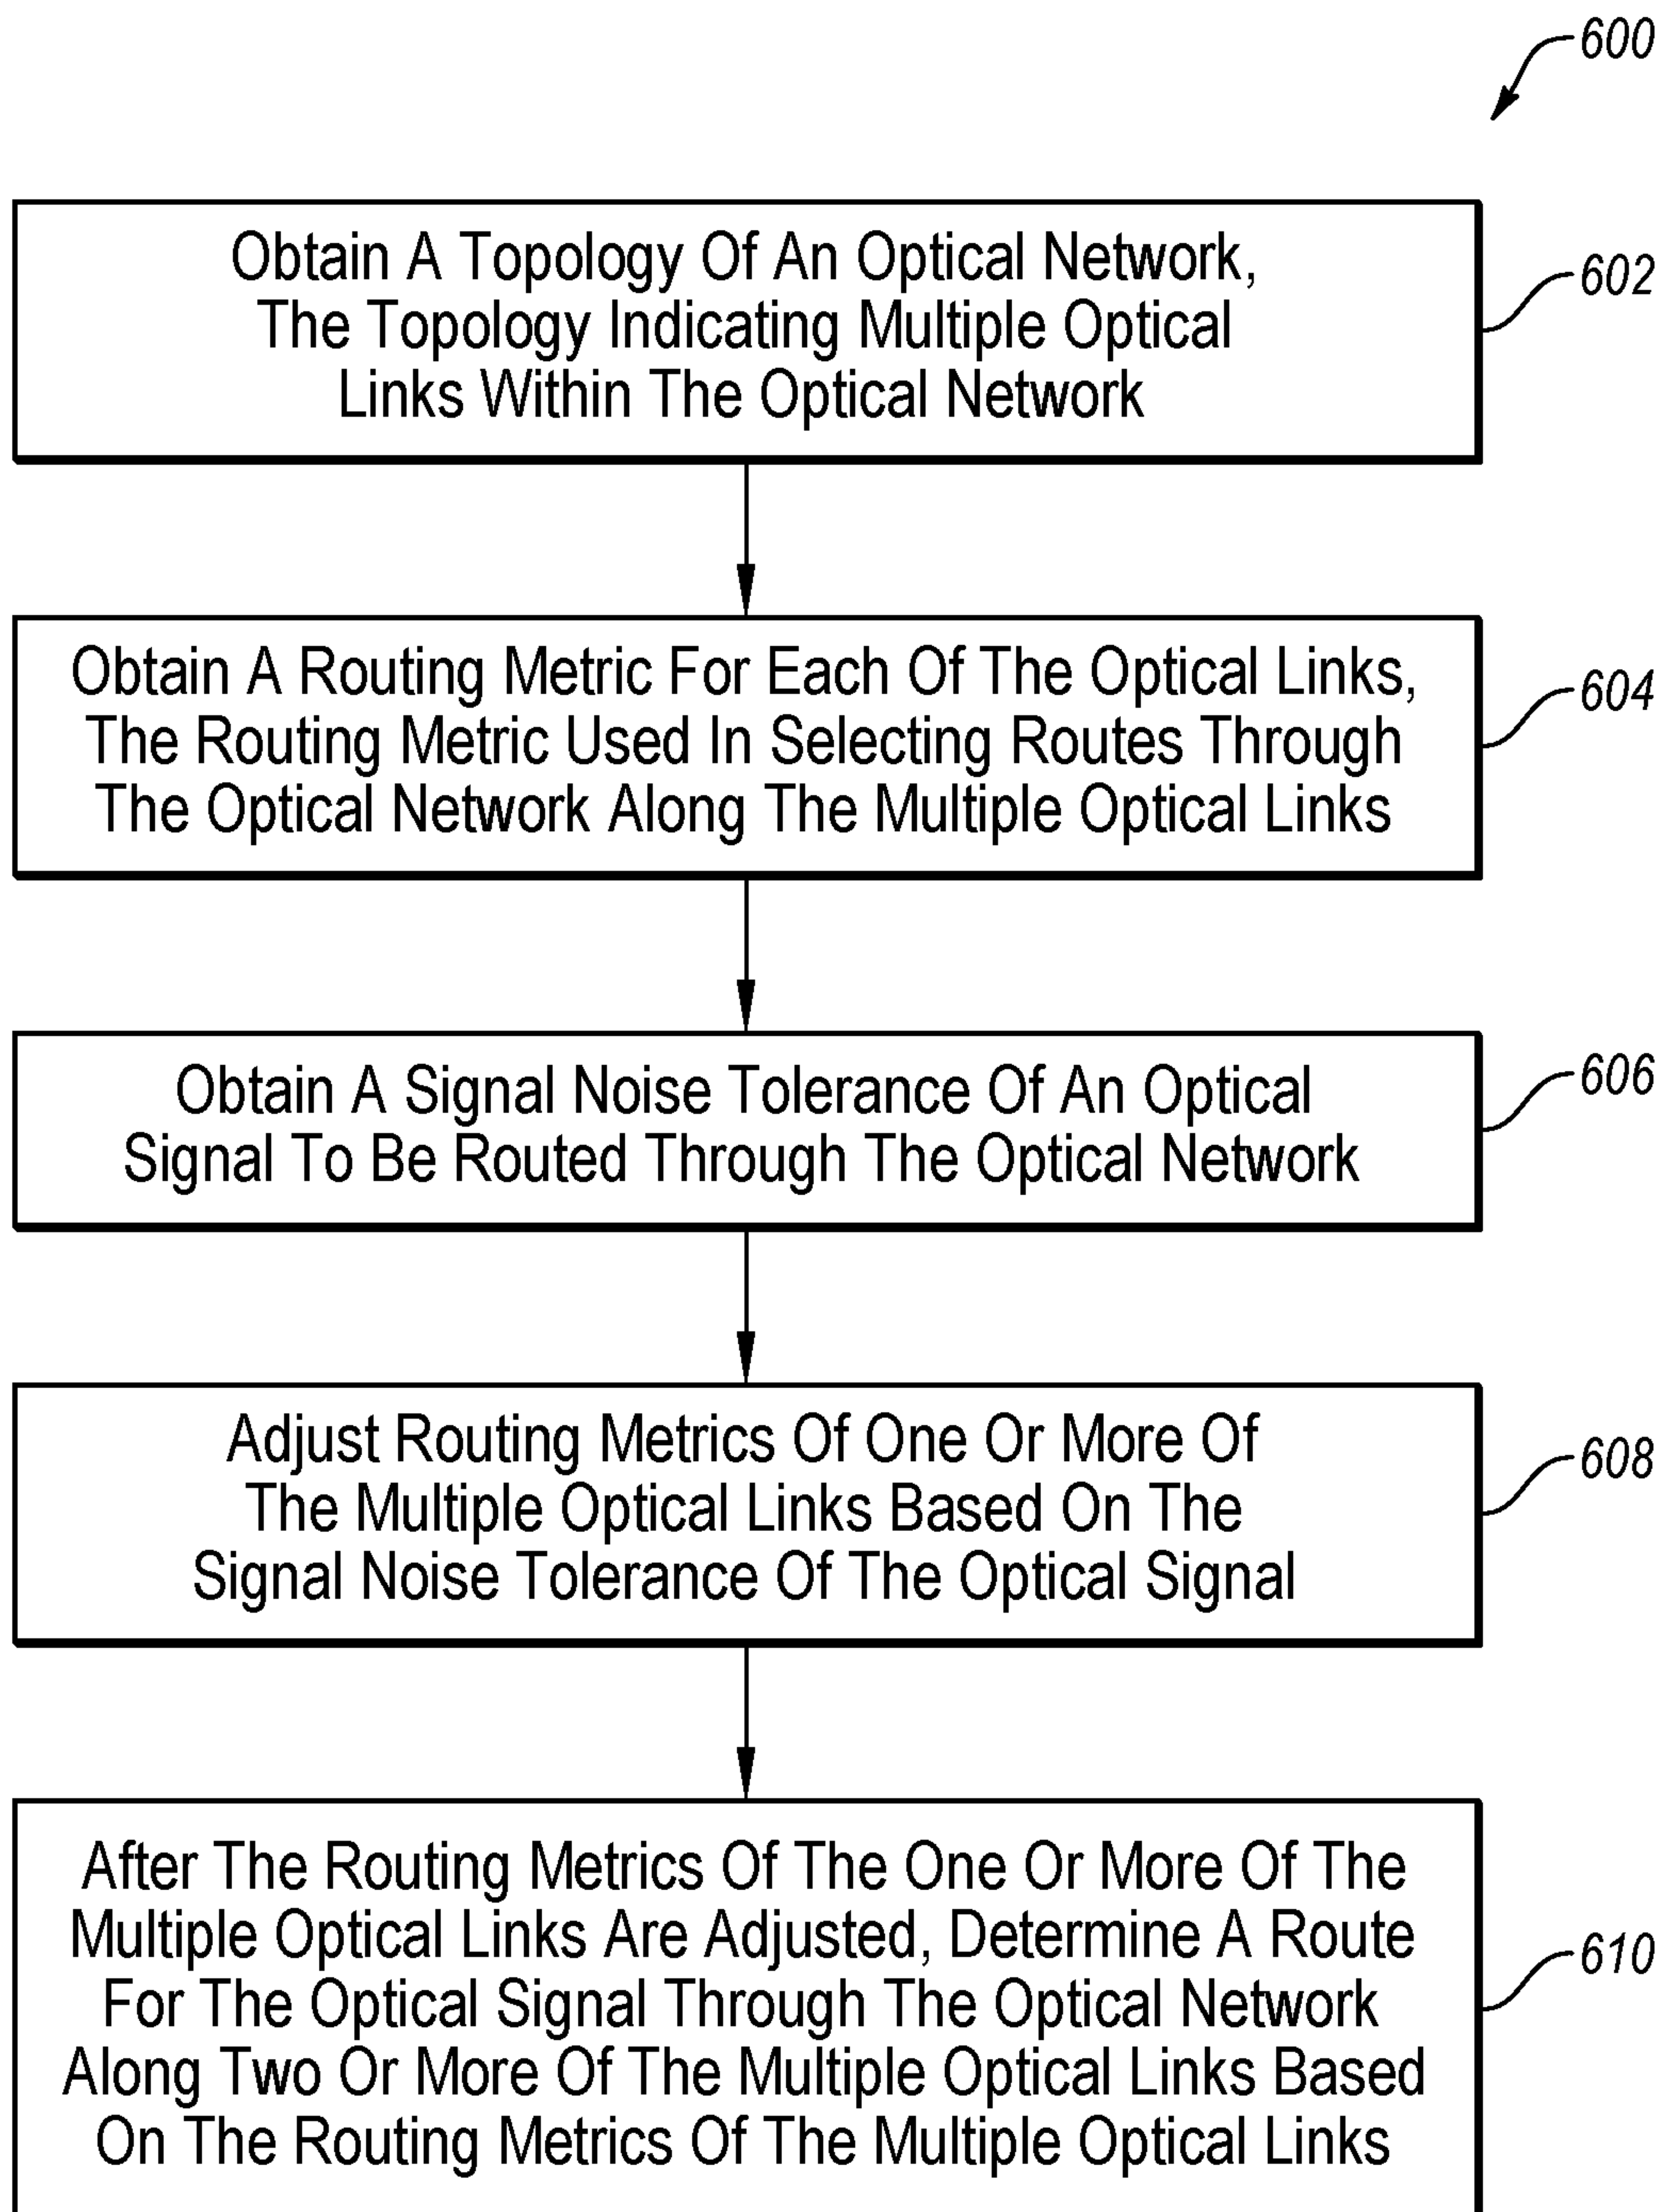 600
Obtain A Topology Of An Optical Network,
The Topology Indicating Multiple Optical
Links Within The Optical Network
602
Obtain A Routing Metric For Each Of The Optical Links,
The Routing Metric Used In Selecting Routes Through
The Optical Network Along The Multiple Optical Links
604
Obtain A Signal Noise Tolerance Of An Optical
Signal To Be Routed Through The Optical Network
606
Adjust Routing Metrics Of One Or More Of
The Multiple Optical Links Based On The
Signal Noise Tolerance Of The Optical Signal
608
After The Routing Metrics Of The One Or More Of The
Multiple Optical Links Are Adjusted, Determine A Route
For The Optical Signal Through The Optical Network
Along Two Or More Of The Multiple Optical Links Based
On The Routing Metrics Of The Multiple Optical Links
610